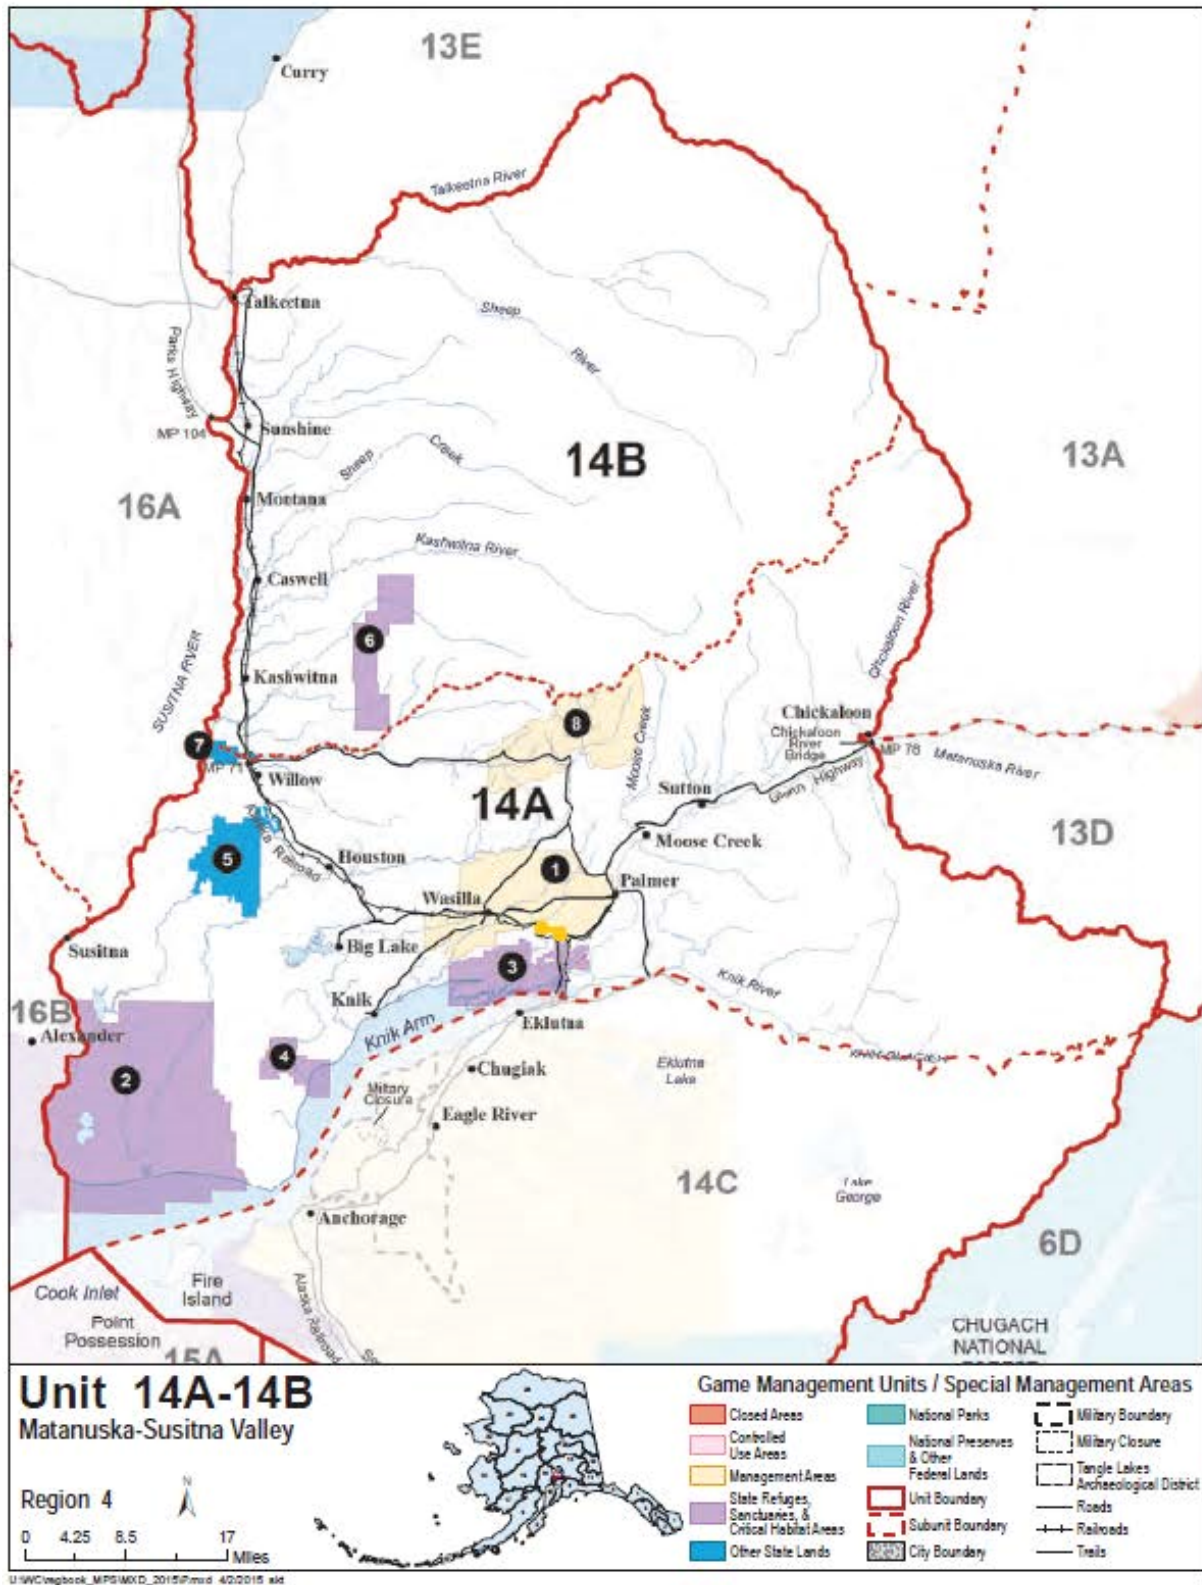 13E
Curry
Talkeetna River
Talkeetna
Sheep
River
Parks Highway
MP 104
Sunshine
14B
13A
Sheep
Creek
16A
Montana
Kashwitna River
Caswell
Chickaloon River
6
SUSITNA RIVER
Kashwitna
Moose Creek
8
Chickaloon
7
Chickaloon
River
Bridge
MP 76
Matanuska River
MP 71
Willow
Glenn Highway
Sutton
14A
13D
Moose Creek
5
Railroad
Houston
1
Palmer
Wasilla
Susitna
Big Lake
3
Knik River
16B
Knik
Knik Arm
Eklutna
Alexander
4
KNIK GLACIER
2
Chugiak
Eklutna
Lake
Military
Closure
Eagle River
14C
Lake
George
Anchorage
6D
Cook Inlet
Fire
Island
Alaska Railroad
Point
Possession
CHUGACH
NATIONAL
FOREST
15A
Unit 14A-14B
Matanuska-Susitna Valley
Region 4
N
0 4.25 8.5 17
Miles
Game Management Units / Special Management Areas
Closed Areas
Controlled
Use Areas
Management Areas
State Refuges,
Sanctuaries, &
Critical Habitat Areas
Other State Lands
National Parks
National Preserves
& Other
Federal Lands
Unit Boundary
Subunit Boundary
City Boundary
Military Boundary
Military Closure
Tangle Lakes
Archaeological District
Roads
Railroads
Trails